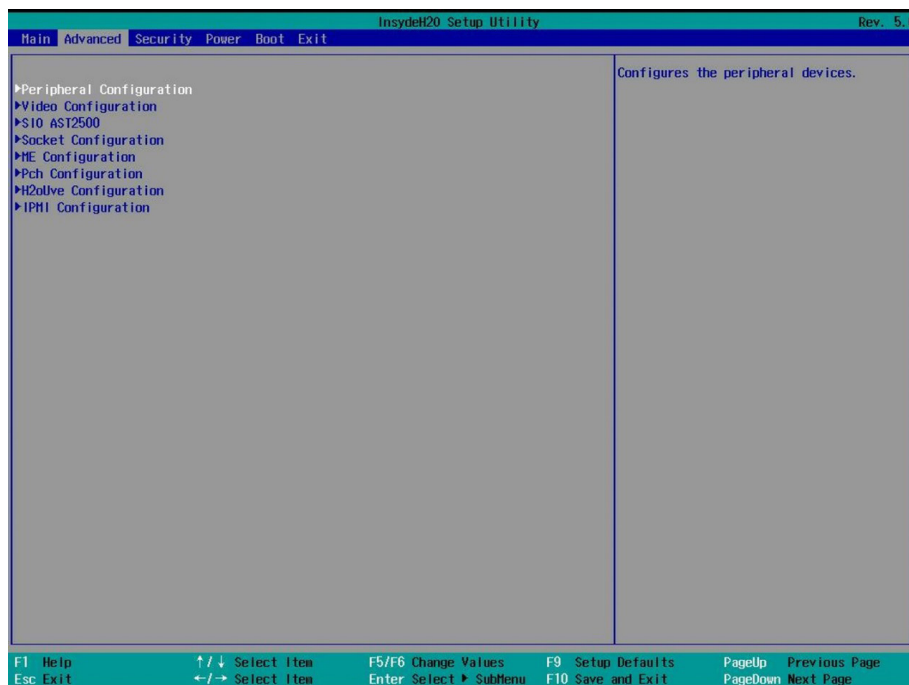 InsydeH20 Setup Utility Rev. 5.
Main Advanced Security Power Boot Exit
Configures the peripheral devices.
▶Peripheral Configuration
▶Video Configuration
▶SIO AST2500
▶Socket Configuration
▶ME Configuration
▶Pch Configuration
▶H2oUve Configuration
▶IPMI Configuration
F1 Help ↑/↓ Select Item F5/F6 Change Values F9 Setup Defaults PageUp Previous Page
Esc Exit ←/→ Select Item Enter Select ▶ SubMenu F10 Save and Exit PageDown Next Page